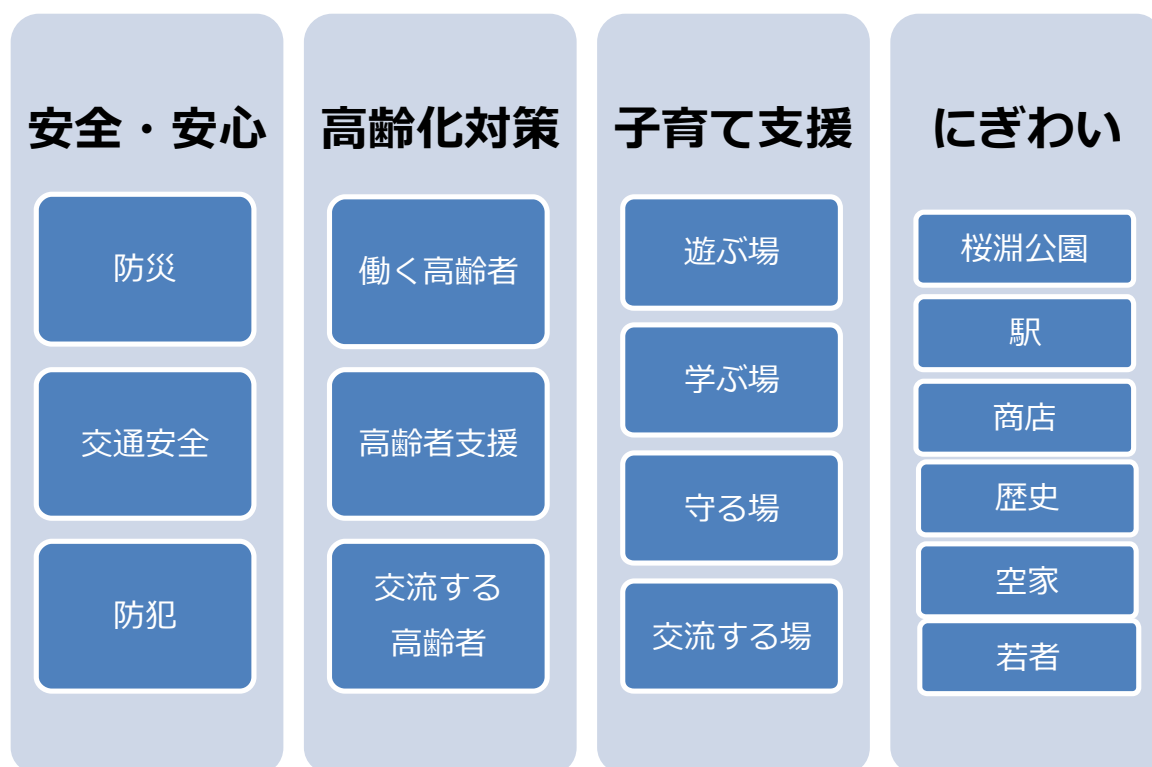 安全・安心
防災
交通安全
防犯
高齢化対策
働く高齢者
高齢者支援
交流する
高齢者
子育て支援
遊ぶ場
学ぶ場
守る場
交流する場
にぎわい
桜淵公園
駅
商店
歴史
空家
若者